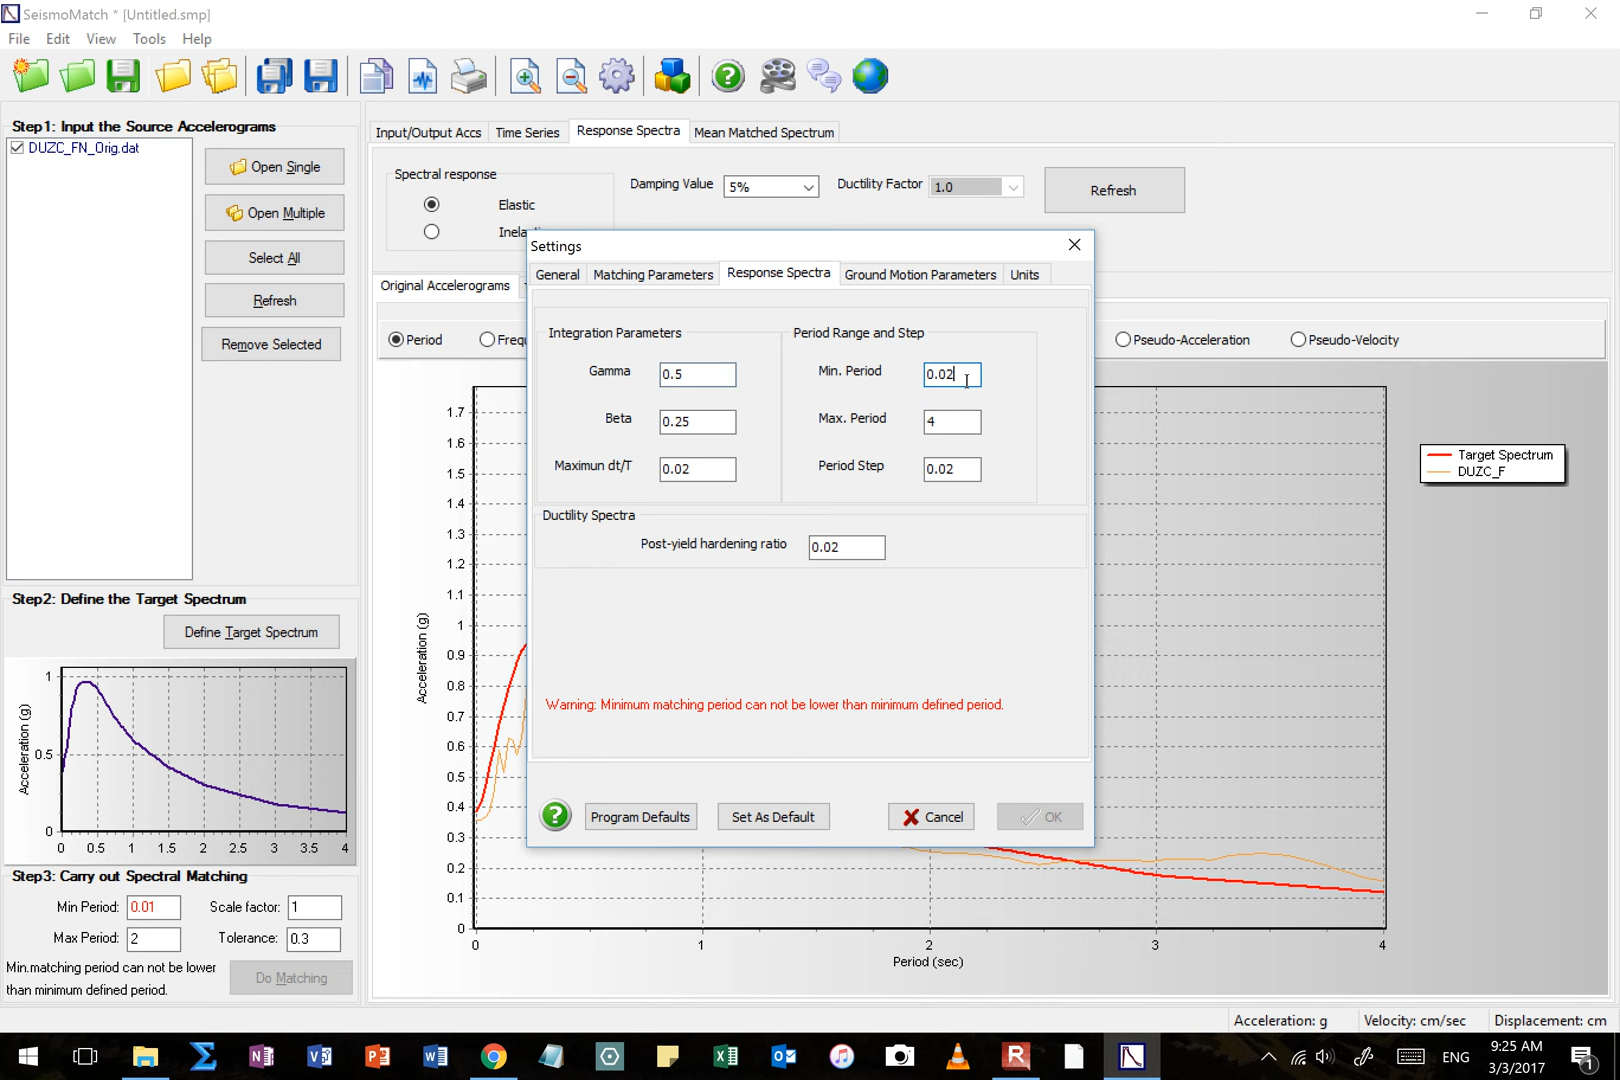 SeismoMatch * [Untitled.smp]
File Edit View Tools Help
Step1: Input the Source Accelerograms
DUZC_FN_Orig.dat
Open Single
Open Multiple
Select All
Refresh
Remove Selected
Step2: Define the Target Spectrum
Define Target Spectrum
Acceleration (g)
1
0.5
0
0 0.5 1 1.5 2 2.5 3 3.5 4
Step3: Carry out Spectral Matching
Min Period: 0.01 Scale factor: 1
Max Period: 2 Tolerance: 0.3
Min.matching period can not be lower
than minimum defined period.
Do Matching
Input/Output Accs Time Series Response Spectra Mean Matched Spectrum
Spectral response
Elastic
Inela
Damping Value 5% Ductility Factor 1.0
Refresh
Original Accelerograms
Period Frequ Pseudo-Acceleration Pseudo-Velocity
Settings
General Matching Parameters Response Spectra Ground Motion Parameters Units
Integration Parameters
Gamma 0.5
Beta 0.25
Maximun dt/T 0.02
Period Range and Step
Min. Period 0.02
Max. Period 4
Period Step 0.02
Ductility Spectra
Post-yield hardening ratio 0.02
Warning: Minimum matching period can not be lower than minimum defined period.
Program Defaults Set As Default Cancel OK
Target Spectrum
DUZC_F
Acceleration (g)
1.7
1.6
1.5
1.4
1.3
1.2
1.1
1
0.9
0.8
0.7
0.6
0.5
0.4
0.3
0.2
0.1
0
0 1 2 3 4
Period (sec)
Acceleration: g Velocity: cm/sec Displacement: cm
ENG
9:25 AM
3/3/2017
1